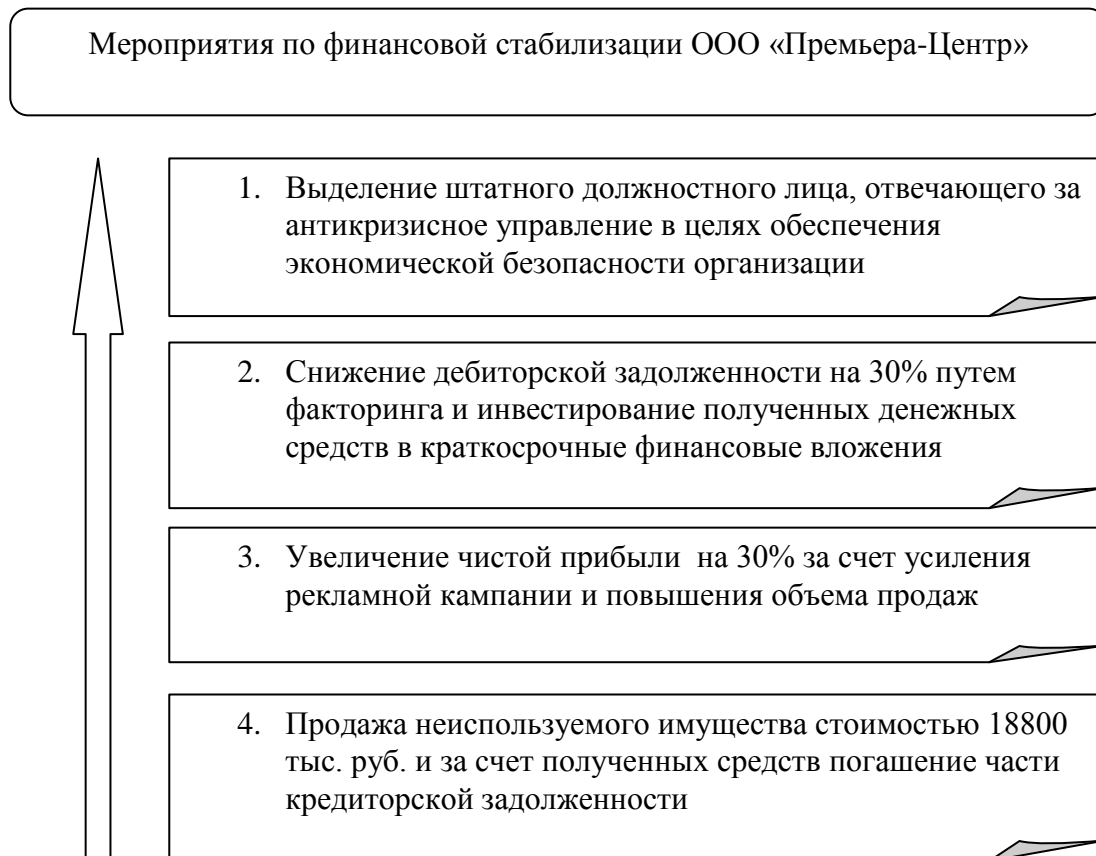 Мероприятия по финансовой стабилизации ООО «Премьера-Центр»
1. Выделение штатного должностного лица, отвечающего за
антикризисное управление в целях обеспечения
экономической безопасности организации
2. Снижение дебиторской задолженности на 30% путем
факторинга и инвестирование полученных денежных
средств в краткосрочные финансовые вложения
3. Увеличение чистой прибыли на 30% за счет усиления
рекламной кампании и повышения объема продаж
4. Продажа неиспользуемого имущества стоимостью 18800
тыс. руб. и за счет полученных средств погашение части
кредиторской задолженности